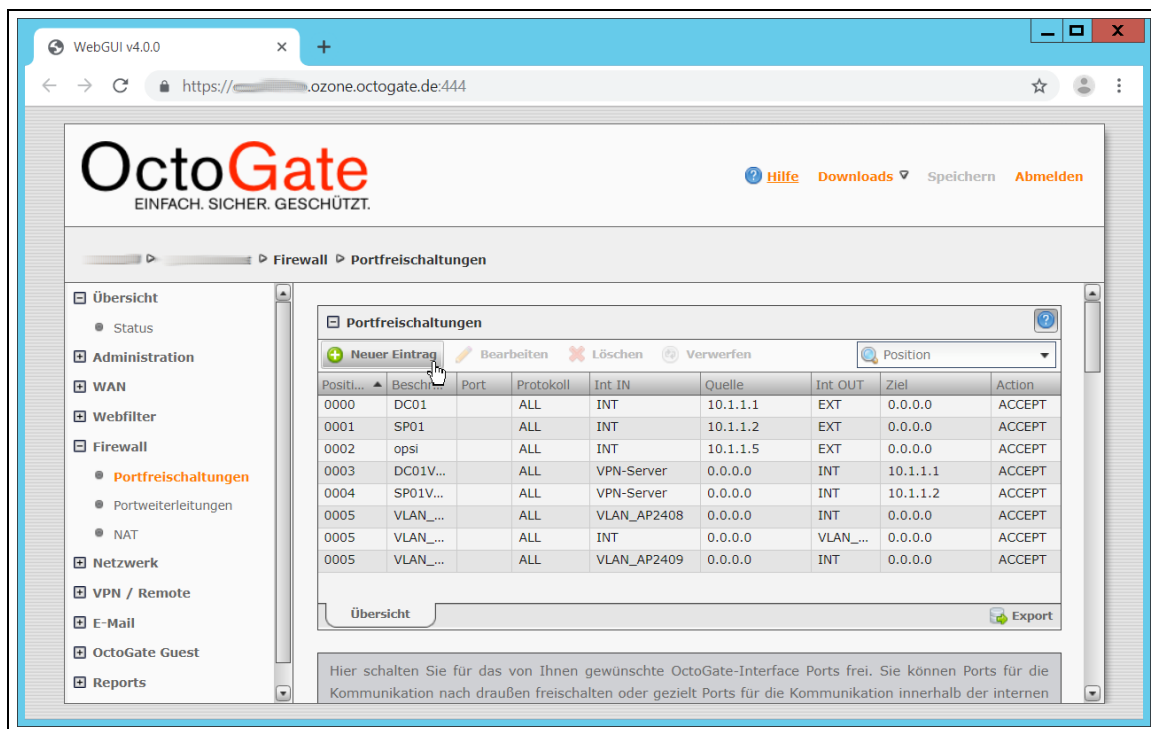 WebGUI v4.0.0
https:// .ozone.octogate.de:444
OctoGate
EINFACH. SICHER. GESCHÜTZT.
Hilfe Downloads Speichern Abmelden
Firewall Portfreischaltungen
Übersicht
Status
Administration
WAN
Webfilter
Firewall
Portfreischaltungen
Portweiterleitungen
NAT
Netzwerk
VPN / Remote
E-Mail
OctoGate Guest
Reports
Portfreischaltungen
Neuer Eintrag Bearbeiten Löschen Verwerfen Position
Positi... Beschr... Port Protokoll Int IN Quelle Int OUT Ziel Action
0000 DC01 ALL INT 10.1.1.1 EXT 0.0.0.0 ACCEPT
0001 SP01 ALL INT 10.1.1.2 EXT 0.0.0.0 ACCEPT
0002 opsi ALL INT 10.1.1.5 EXT 0.0.0.0 ACCEPT
0003 DC01V... ALL VPN-Server 0.0.0.0 INT 10.1.1.1 ACCEPT
0004 SP01V... ALL VPN-Server 0.0.0.0 INT 10.1.1.2 ACCEPT
0005 VLAN_... ALL VLAN_AP2408 0.0.0.0 INT 0.0.0.0 ACCEPT
0005 VLAN_... ALL INT 0.0.0.0 VLAN_... 0.0.0.0 ACCEPT
0005 VLAN_... ALL VLAN_AP2409 0.0.0.0 INT 0.0.0.0 ACCEPT
Übersicht Export
Hier schalten Sie für das von Ihnen gewünschte OctoGate-Interface Ports frei. Sie können Ports für die
Kommunikation nach draußen freischalten oder gezielt Ports für die Kommunikation innerhalb der internen